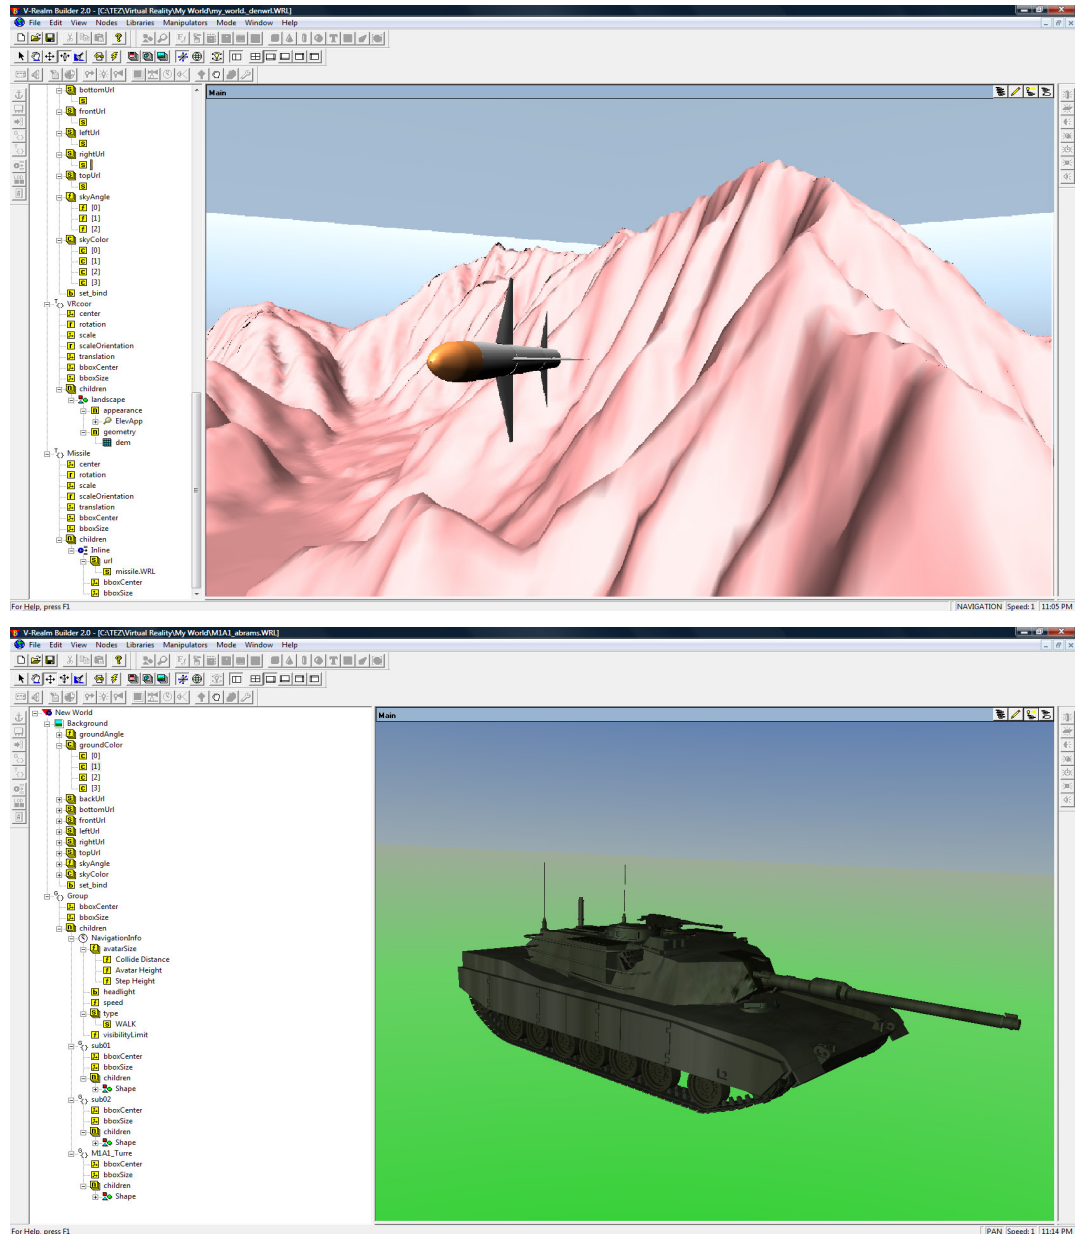 V-Realm Builder 2.0 - [C:\TEZ\Virtual Reality\My World\my_world._denwrl.WRL]
File Edit View Nodes Libraries Manipulators Mode Window Help
Main
bottomUrl
frontUrl
leftUrl
rightUrl
topUrl
skyAngle
[0]
[1]
[2]
skyColor
[0]
[1]
[2]
[3]
set_bind
VRcoor
center
rotation
scale
scaleOrientation
translation
bboxCenter
bboxSize
children
landscape
appearance
ElevApp
geometry
dem
Missile
center
rotation
scale
scaleOrientation
translation
bboxCenter
bboxSize
children
Inline
url
missile.WRL
bboxCenter
bboxSize
For Help, press F1
NAVIGATION Speed: 1 11:05 PM
V-Realm Builder 2.0 - [C:\TEZ\Virtual Reality\My World\M1A1_abrams.WRL]
File Edit View Nodes Libraries Manipulators Mode Window Help
Main
New World
Background
groundAngle
groundColor
[0]
[1]
[2]
[3]
backUrl
bottomUrl
frontUrl
leftUrl
rightUrl
topUrl
skyAngle
skyColor
set_bind
Group
bboxCenter
bboxSize
children
NavigationInfo
avatarSize
Collide Distance
Avatar Height
Step Height
headlight
speed
type
WALK
visibilityLimit
sub01
bboxCenter
bboxSize
children
Shape
sub02
bboxCenter
bboxSize
children
Shape
M1A1_Turre
bboxCenter
bboxSize
children
Shape
For Help, press F1
PAN Speed: 1 11:14 PM